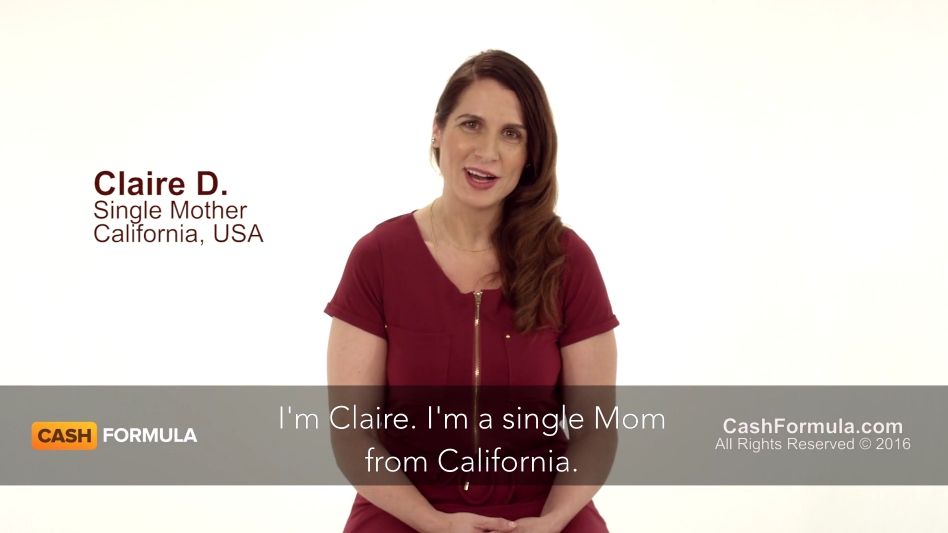 Claire D.
Single Mother
California, USA
I'm Claire. I'm a single Mom
from California.
CASH FORMULA
CashFormula.com
All Rights Reserved © 2016